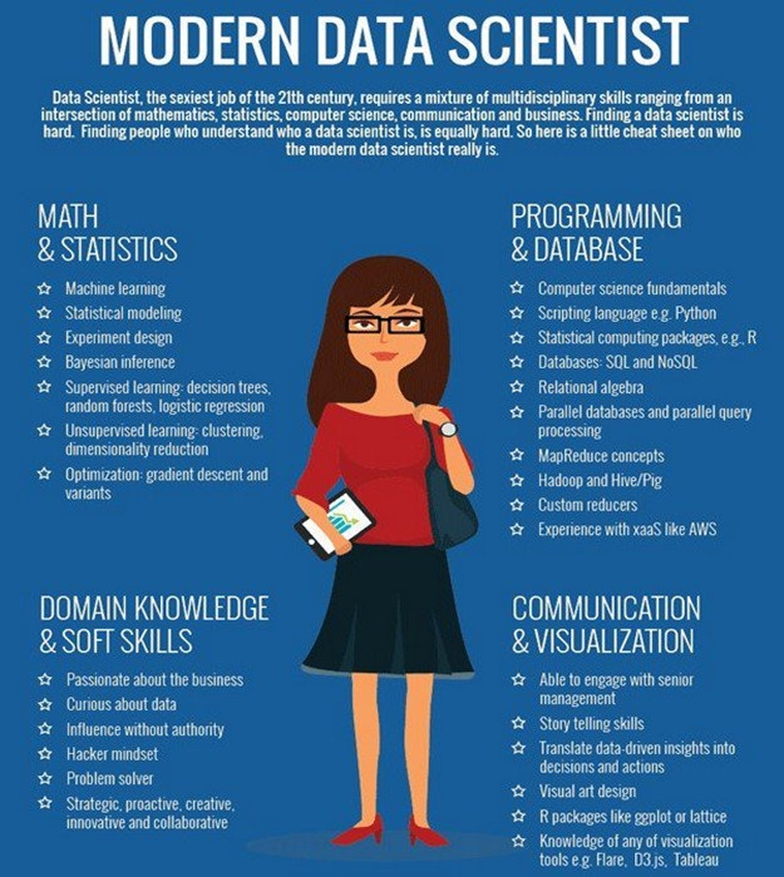 MODERN DATA SCIENTIST
Data Scientist, the sexiest job of the 21th century, requires a mixture of multidisciplinary skills ranging from an
intersection of mathematics, statistics, computer science, communication and business. Finding a data scientist is
hard. Finding people who understand who a data scientist is, is equally hard. So here is a little cheat sheet on who
the modern data scientist really is.
MATH
& STATISTICS
Machine learning
Statistical modeling
Experiment design
Bayesian inference
Supervised learning: decision trees,
random forests, logistic regression
Unsupervised learning: clustering,
dimensionality reduction
Optimization: gradient descent and
variants
PROGRAMMING
& DATABASE
Computer science fundamentals
Scripting language e.g. Python
Statistical computing packages, e.g., R
Databases: SQL and NoSQL
Relational algebra
Parallel databases and parallel query
processing
MapReduce concepts
Hadoop and Hive/Pig
Custom reducers
Experience with xaaS like AWS
DOMAIN KNOWLEDGE
& SOFT SKILLS
Passionate about the business
Curious about data
Influence without authority
Hacker mindset
Problem solver
Strategic, proactive, creative,
innovative and collaborative
COMMUNICATION
& VISUALIZATION
Able to engage with senior
management
Story telling skills
Translate data-driven insights into
decisions and actions
Visual art design
R packages like ggplot or lattice
Knowledge of any of visualization
tools e.g. Flare, D3.js, Tableau